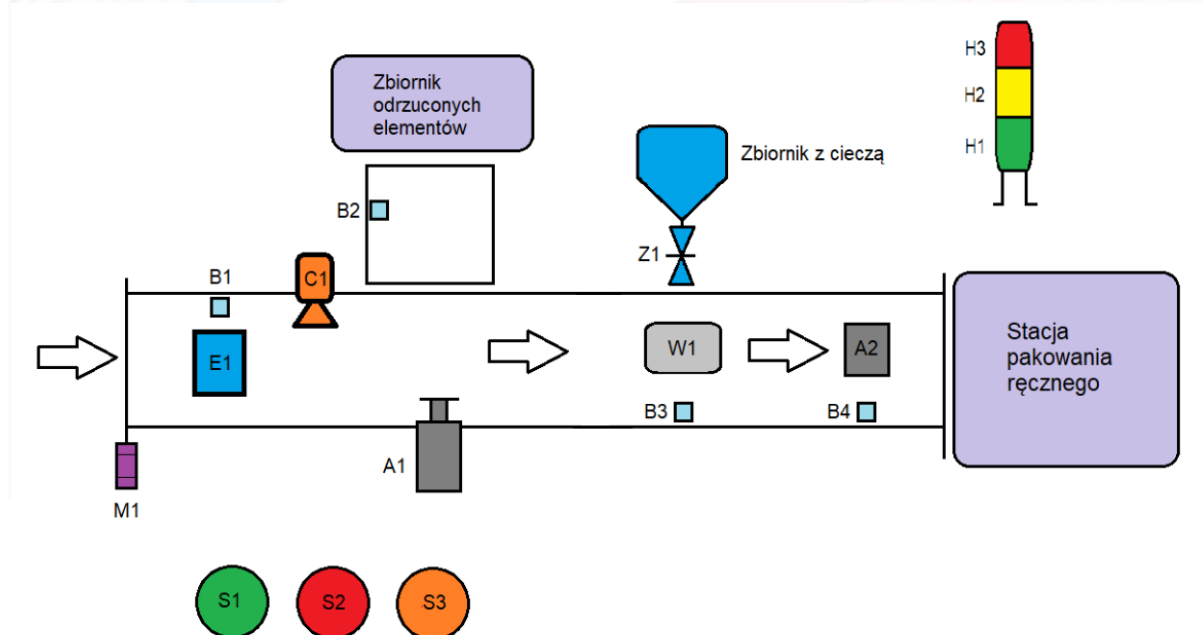 Zbiornik
odrzuconych
elementów
H3
H2
H1
Zbiornik z cieczą
B2
Z1
B1
C1
E1
W1
A2
Stacja
pakowania
ręcznego
B3
B4
A1
M1
S1
S2
S3